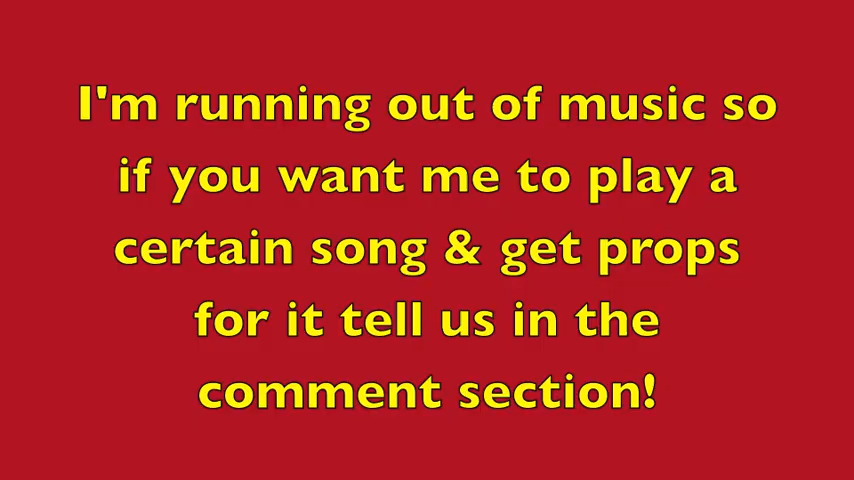 I'm running out of music so
if you want me to play a
certain song & get props
for it tell us in the
comment section!